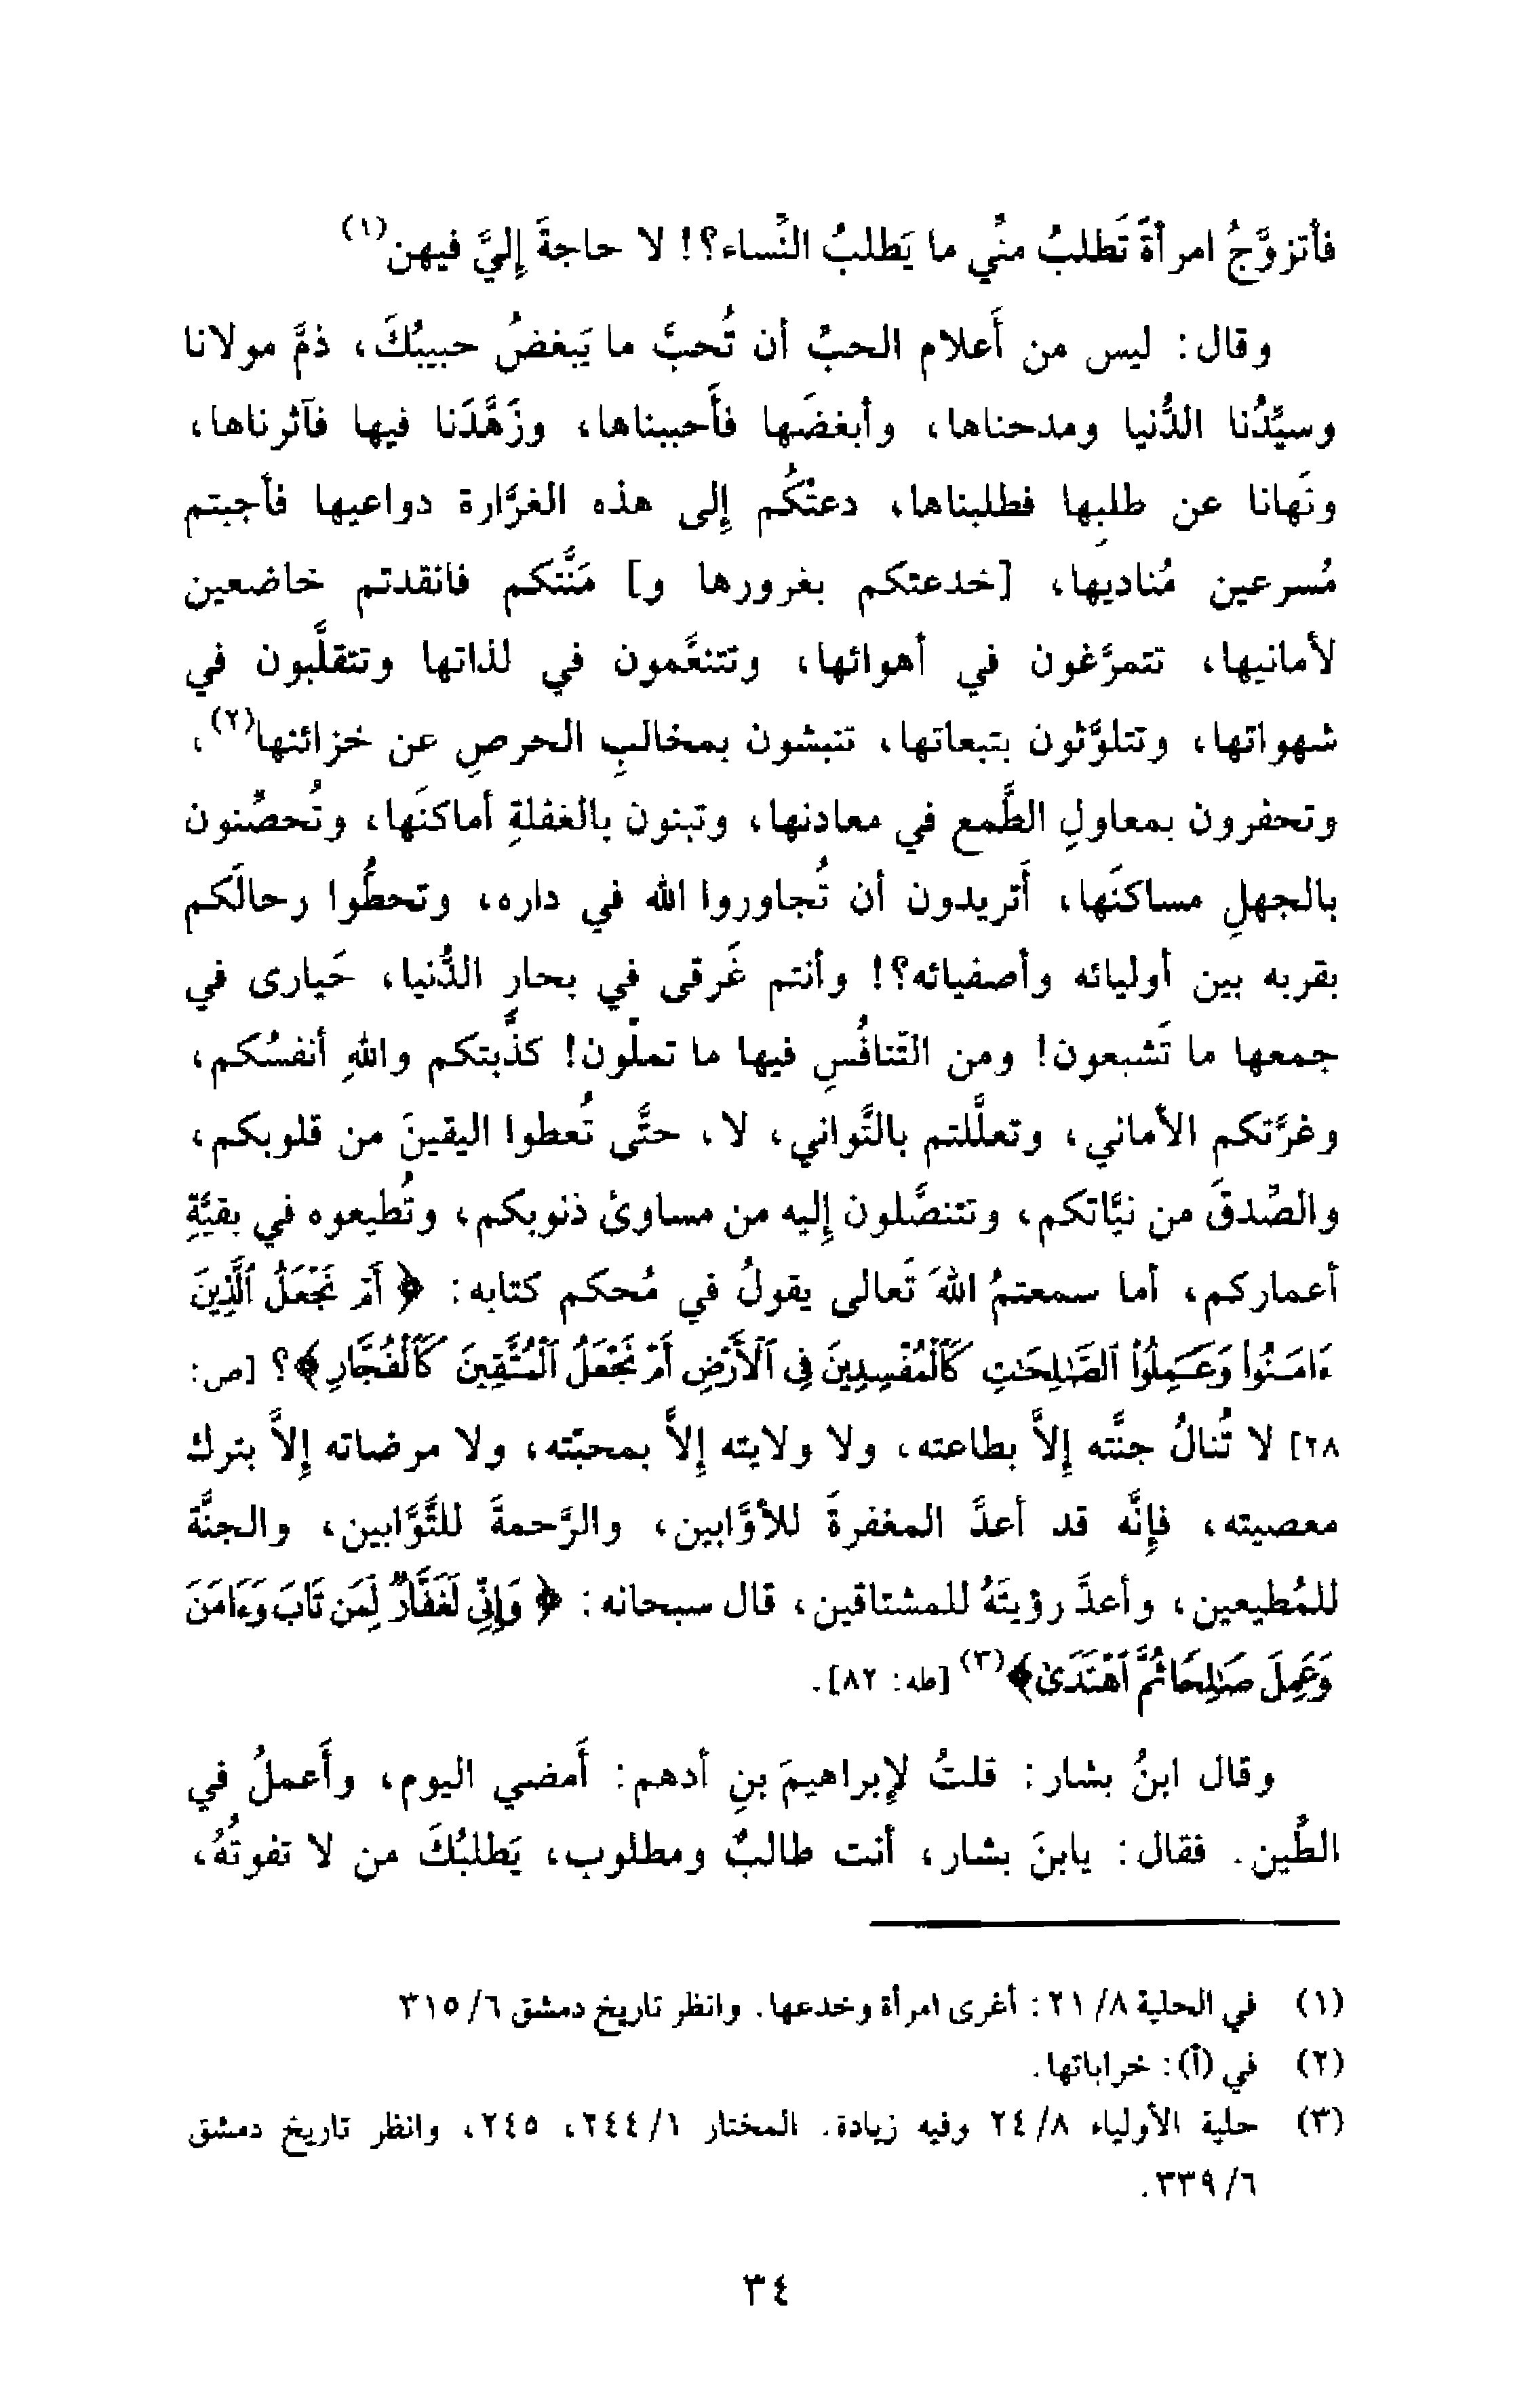 فأتزوَّجُ امرأةً تَطلبُ منِّي ما يَطلبُ النِّساء؟! لا حاجةَ إليَّ فيهن(١)
وقال: ليس من أَعلام الحبِّ أن تُحبَّ ما يَبغضُ حبيبُكَ، ذمَّ مولانا
وسيِّدُنا الدُّنيا ومدحناها، وأبغضَها فأَحببناها، وزَهَّدَنا فيها فآثرناها،
ونَهانا عن طلبِها فطلبناها، دعتْكُم إلى هذه الغرَّارة دواعيها فأجبتم
مُسرعين مُناديها، [خدعتكم بغرورها و] مَنَّتكم فانقدتم خاضعين
لأمانيها، تتمرَّغون في أهوائها، وتتنعَّمون في لذاتها وتتقلَّبون في
شهواتها، وتتلوَّثون بتبعاتها، تنبشون بمخالبِ الحرصِ عن خزائنها(٢)،
وتحفرون بمعاولِ الطَّمع في معادنها، وتبنون بالغفلةِ أماكنَها، وتُحصِّنون
بالجهلِ مساكنَها، أَتريدون أن تُجاوروا الله في داره، وتحطُّوا رحالَكم
بقربه بين أوليائه وأصفيائه؟! وأنتم غَرقى في بحارِ الدُّنيا، حَيارى في
جمعها ما تَشبعون! ومن التَّنافُسِ فيها ما تملّون! كذَّبتكم واللهِ أنفسُكم،
وغرَّتكم الأماني، وتعلَّلتم بالتَّواني، لا، حتَّى تُعطوا اليقينَ من قلوبكم،
والصِّدقَ من نيَّاتكم، وتتنصَّلون إليه من مساوئ ذنوبكم، وتُطيعوه في بقيَّةِ
أعماركم، أما سمعتمُ اللهَ تَعالى يقولُ في مُحكم كتابه: ﴿أَمْ نَجْعَلُ ٱلَّذِينَ
ءَامَنُوا۟ وَعَمِلُوا۟ ٱلصَّٰلِحَٰتِ كَٱلْمُفْسِدِينَ فِى ٱلْأَرْضِ أَمْ نَجْعَلُ ٱلْمُتَّقِينَ كَٱلْفُجَّارِ﴾؟ [ص:
٢٨] لا تُنالُ جنَّته إلاَّ بطاعته، ولا ولايته إلاَّ بمحبّته، ولا مرضاته إلاَّ بترك
معصيته، فإنَّه قد أعدَّ المغفرةَ للأوَّابين، والرَّحمةَ للتَّوَّابين، والجنَّة
للمُطيعين، وأعدَّ رؤيتَهُ للمشتاقين، قال سبحانه: ﴿وَإِنِّى لَغَفَّارٌ لِّمَن تَابَ وَءَامَنَ
وَعَمِلَ صَٰلِحًا ثُمَّ ٱهْتَدَىٰ﴾(٣) [طه: ٨٢].
وقال ابنُ بشار: قلتُ لإبراهيمَ بنِ أدهم: أَمضي اليوم، وأَعملُ في
الطِّين. فقال: يابنَ بشار، أنت طالبٌ ومطلوب، يَطلبُكَ من لا تفوتُهُ،
(١) في الحلية ٨/ ٢١: أغرى امرأة وخدعها. وانظر تاريخ دمشق ٦/ ٣١٥
(٢) في (أ): خراباتها.
(٣) حلية الأولياء ٨/ ٢٤ وفيه زيادة. المختار ١/ ٢٤٤، ٢٤٥، وانظر تاريخ دمشق
٦/ ٣٣٩.
٣٤